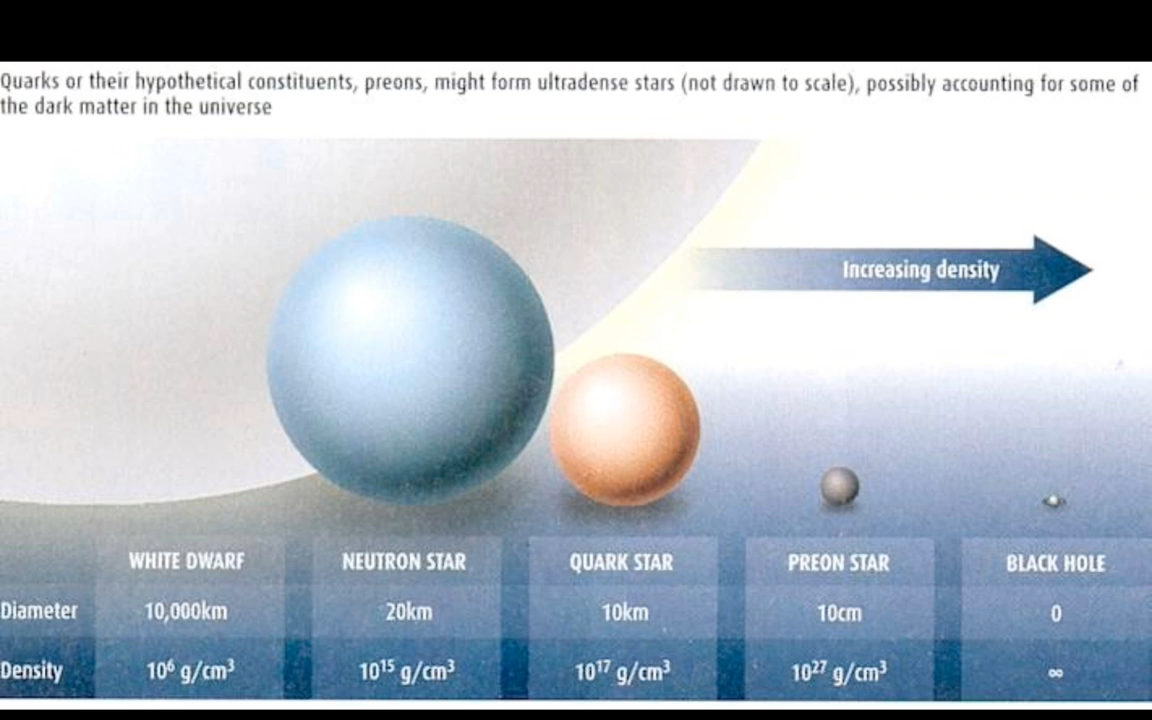 Quarks or their hypothetical constituents, preons, might form ultradense stars (not drawn to scale), possibly accounting for some of
the dark matter in the universe
Increasing density
WHITE DWARF NEUTRON STAR QUARK STAR PREON STAR BLACK HOLE
Diameter 10,000km 20km 10km 10cm 0
Density 10⁶ g/cm³ 10¹⁵ g/cm³ 10¹⁷ g/cm³ 10²⁷ g/cm³ ∞